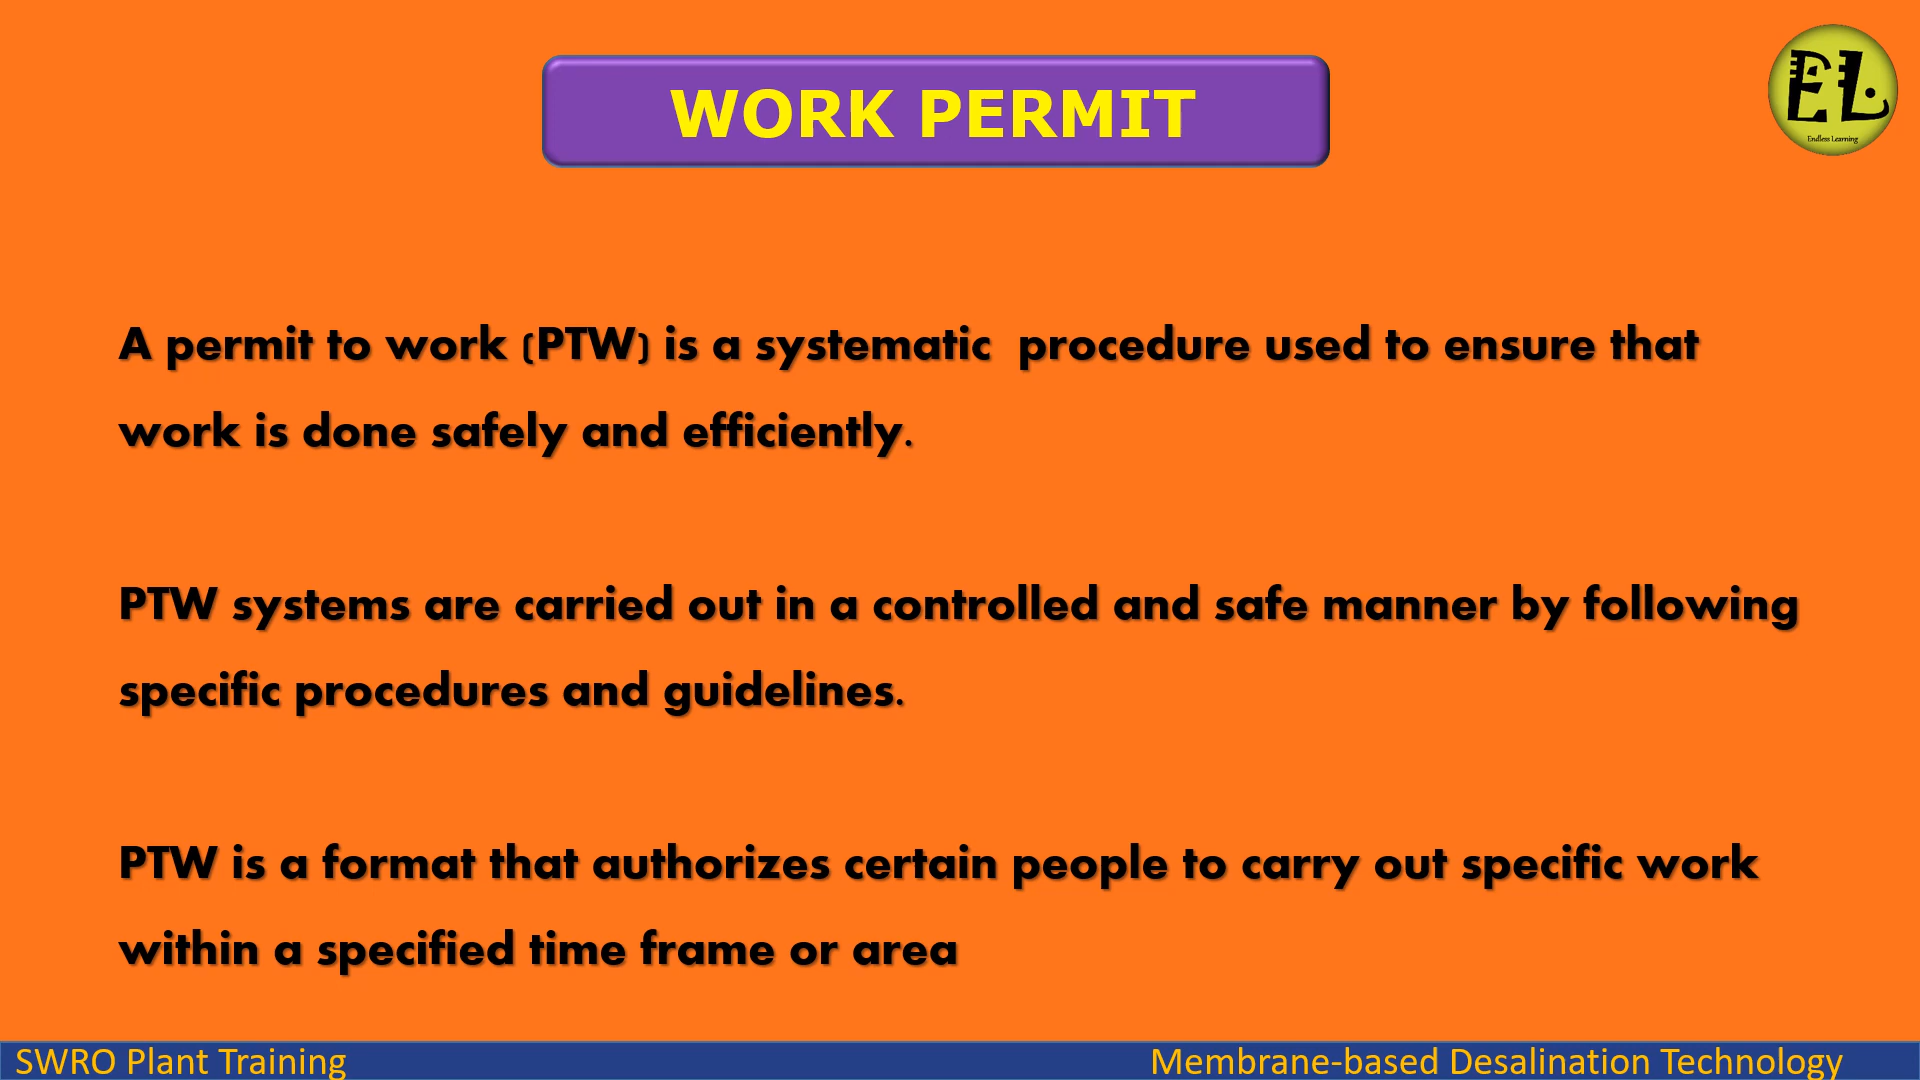 WORK PERMIT
EL
Endless Learning
A permit to work (PTW) is a systematic  procedure used to ensure that
work is done safely and efficiently.
PTW systems are carried out in a controlled and safe manner by following
specific procedures and guidelines.
PTW is a format that authorizes certain people to carry out specific work
within a specified time frame or area
SWRO Plant Training
Membrane-based Desalination Technology